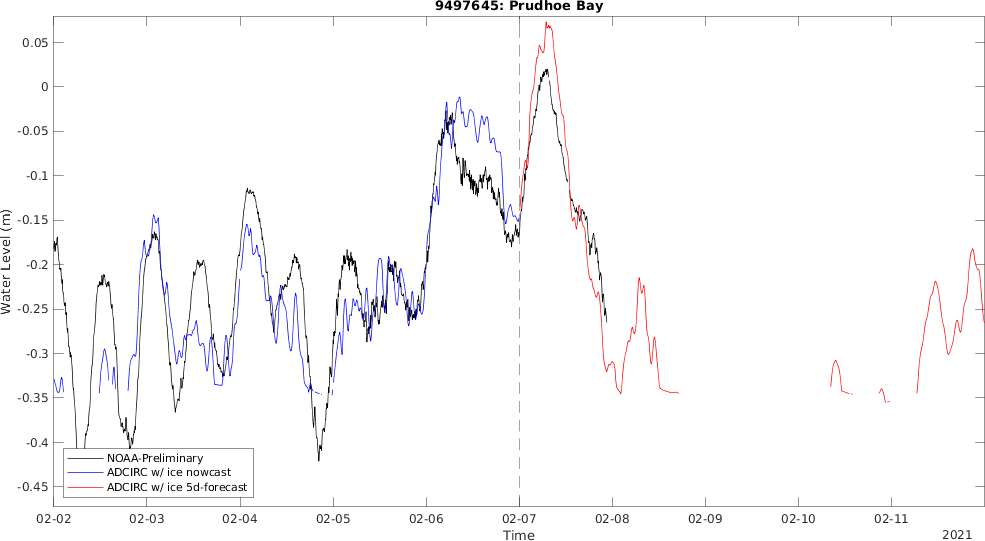 9497645: Prudhoe Bay
0.05
0
-0.05
-0.1
-0.15
-0.2
-0.25
-0.3
-0.35
-0.4
-0.45
Water Level (m)
NOAA-Preliminary
ADCIRC w/ ice nowcast
ADCIRC w/ ice 5d-forecast
02-02 02-03 02-04 02-05 02-06 02-07 02-08 02-09 02-10 02-11
Time
2021